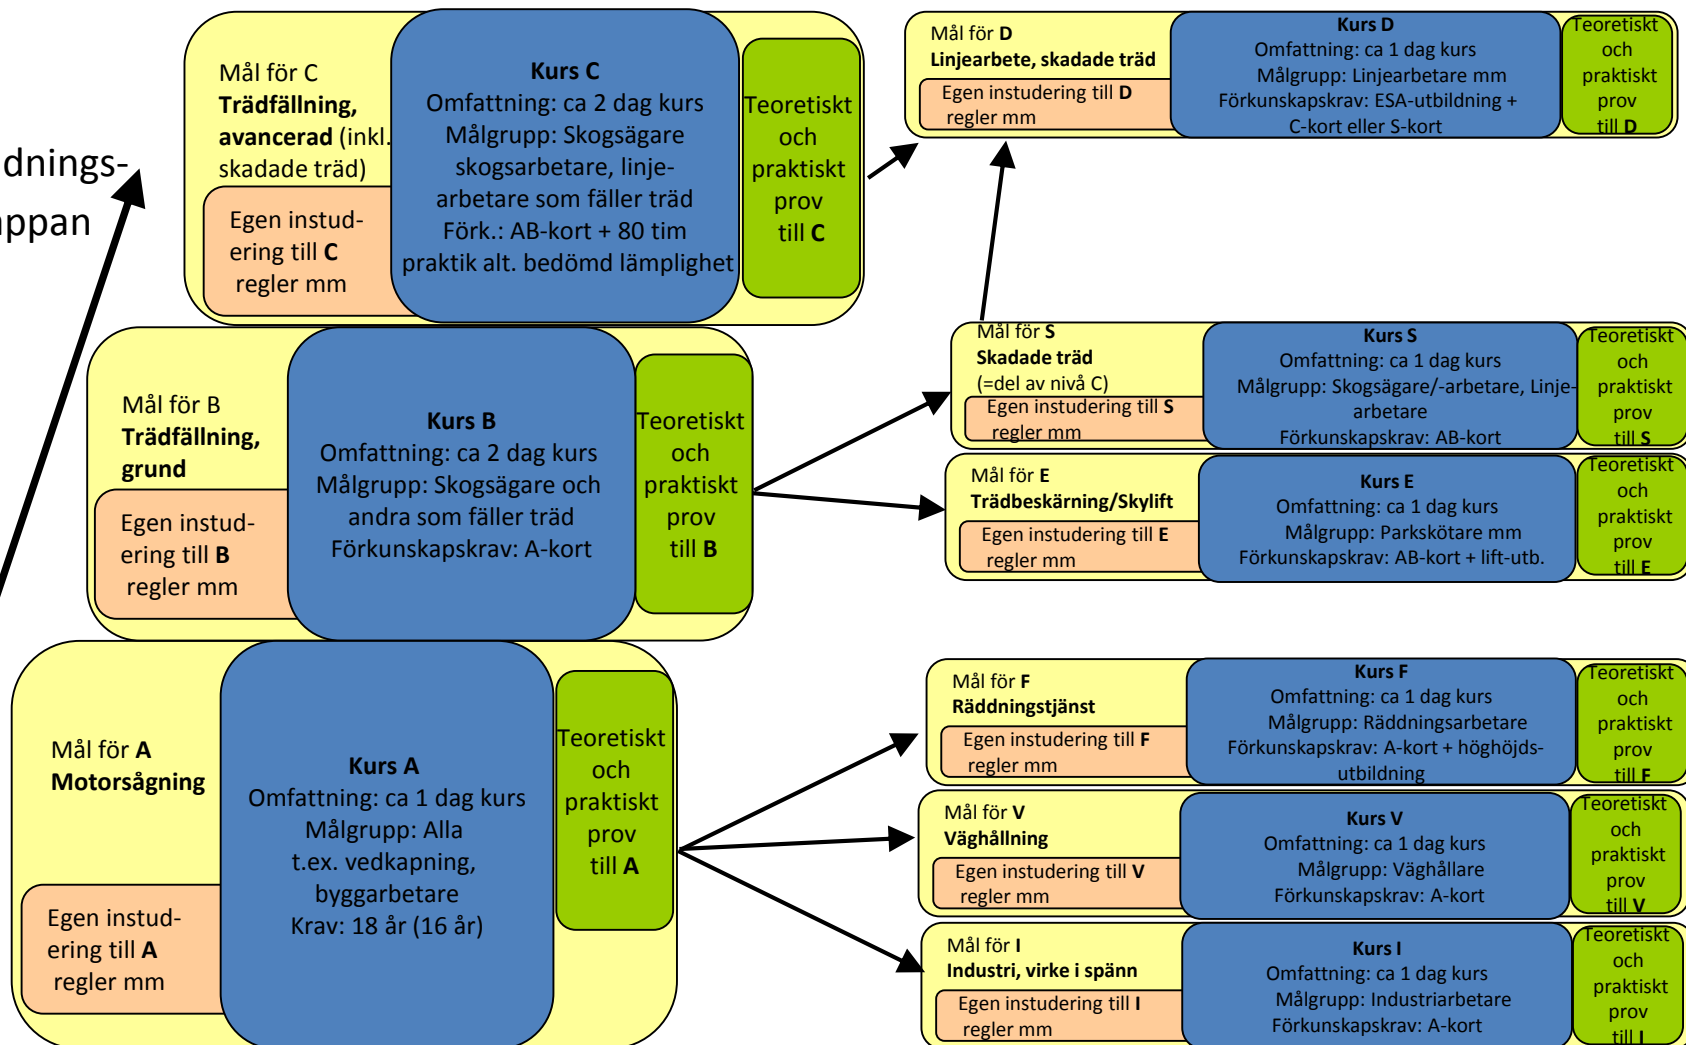 dnings-
appan
Mål för C
Trädfällning,
avancerad (inkl.
skadade träd)
Egen instud-
ering till C
regler mm
Kurs C
Omfattning: ca 2 dag kurs
Målgrupp: Skogsägare
skogsarbetare, linje-
arbetare som fäller träd
Förk.: AB-kort + 80 tim
praktik alt. bedömd lämplighet
Teoretiskt
och
praktiskt
prov
till C
Mål för D
Linjearbete, skadade träd
Egen instudering till D
regler mm
Kurs D
Omfattning: ca 1 dag kurs
Målgrupp: Linjearbetare mm
Förkunskapskrav: ESA-utbildning +
C-kort eller S-kort
Teoretiskt
och
praktiskt
prov
till D
Mål för B
Trädfällning,
grund
Egen instud-
ering till B
regler mm
Kurs B
Omfattning: ca 2 dag kurs
Målgrupp: Skogsägare och
andra som fäller träd
Förkunskapskrav: A-kort
Teoretiskt
och
praktiskt
prov
till B
Mål för S
Skadade träd
(=del av nivå C)
Egen instudering till S
regler mm
Kurs S
Omfattning: ca 1 dag kurs
Målgrupp: Skogsägare/-arbetare, Linje-
arbetare
Förkunskapskrav: AB-kort
Teoretiskt
och
praktiskt
prov
till S
Mål för E
Trädbeskärning/Skylift
Egen instudering till E
regler mm
Kurs E
Omfattning: ca 1 dag kurs
Målgrupp: Parkskötare mm
Förkunskapskrav: AB-kort + lift-utb.
Teoretiskt
och
praktiskt
prov
till E
Mål för A
Motorsågning
Egen instud-
ering till A
regler mm
Kurs A
Omfattning: ca 1 dag kurs
Målgrupp: Alla
t.ex. vedkapning,
byggarbetare
Krav: 18 år (16 år)
Teoretiskt
och
praktiskt
prov
till A
Mål för F
Räddningstjänst
Egen instudering till F
regler mm
Kurs F
Omfattning: ca 1 dag kurs
Målgrupp: Räddningsarbetare
Förkunskapskrav: A-kort + höghöjds-
utbildning
Teoretiskt
och
praktiskt
prov
till F
Mål för V
Väghållning
Egen instudering till V
regler mm
Kurs V
Omfattning: ca 1 dag kurs
Målgrupp: Väghållare
Förkunskapskrav: A-kort
Teoretiskt
och
praktiskt
prov
till V
Mål för I
Industri, virke i spänn
Egen instudering till I
regler mm
Kurs I
Omfattning: ca 1 dag kurs
Målgrupp: Industriarbetare
Förkunskapskrav: A-kort
Teoretiskt
och
praktiskt
prov
till I